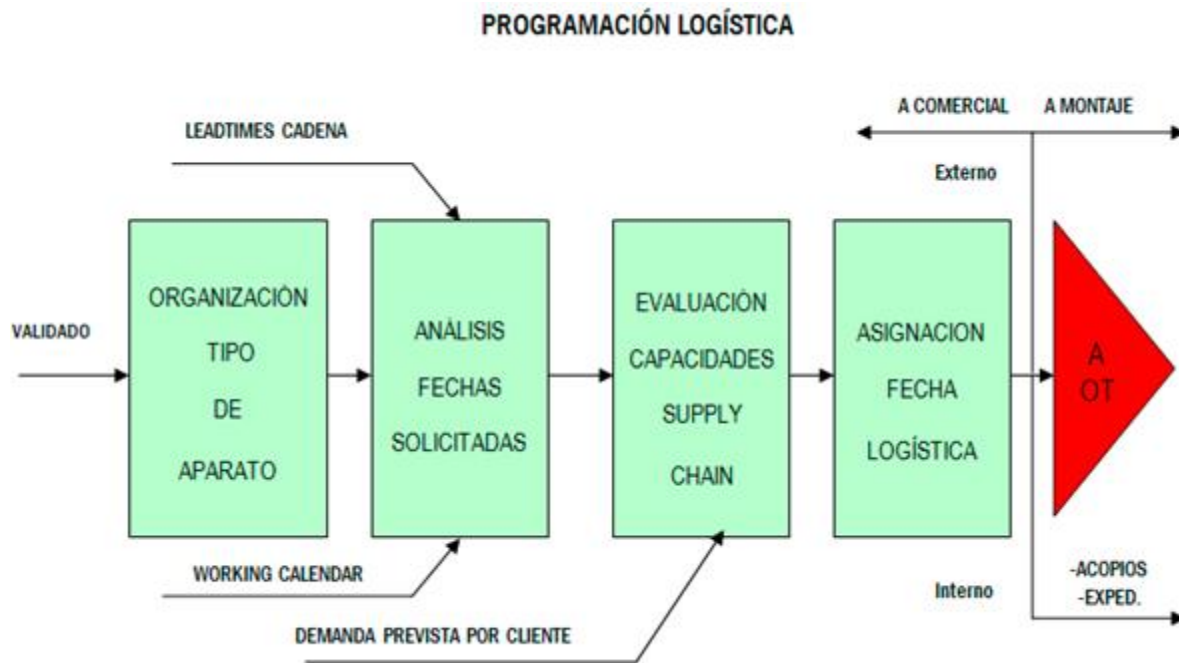 PROGRAMACIÓN LOGÍSTICA
A COMERCIAL
A MONTAJE
LEADTIMES CADENA
Externo
VALIDADO
ORGANIZACIÓN
TIPO
DE
APARATO
ANÁLISIS
FECHAS
SOLICITADAS
EVALUACIÓN
CAPACIDADES
SUPPLY
CHAIN
ASIGNACION
FECHA
LOGÍSTICA
A
OT
WORKING CALENDAR
Interno
-ACOPIOS
-EXPED.
DEMANDA PREVISTA POR CLIENTE